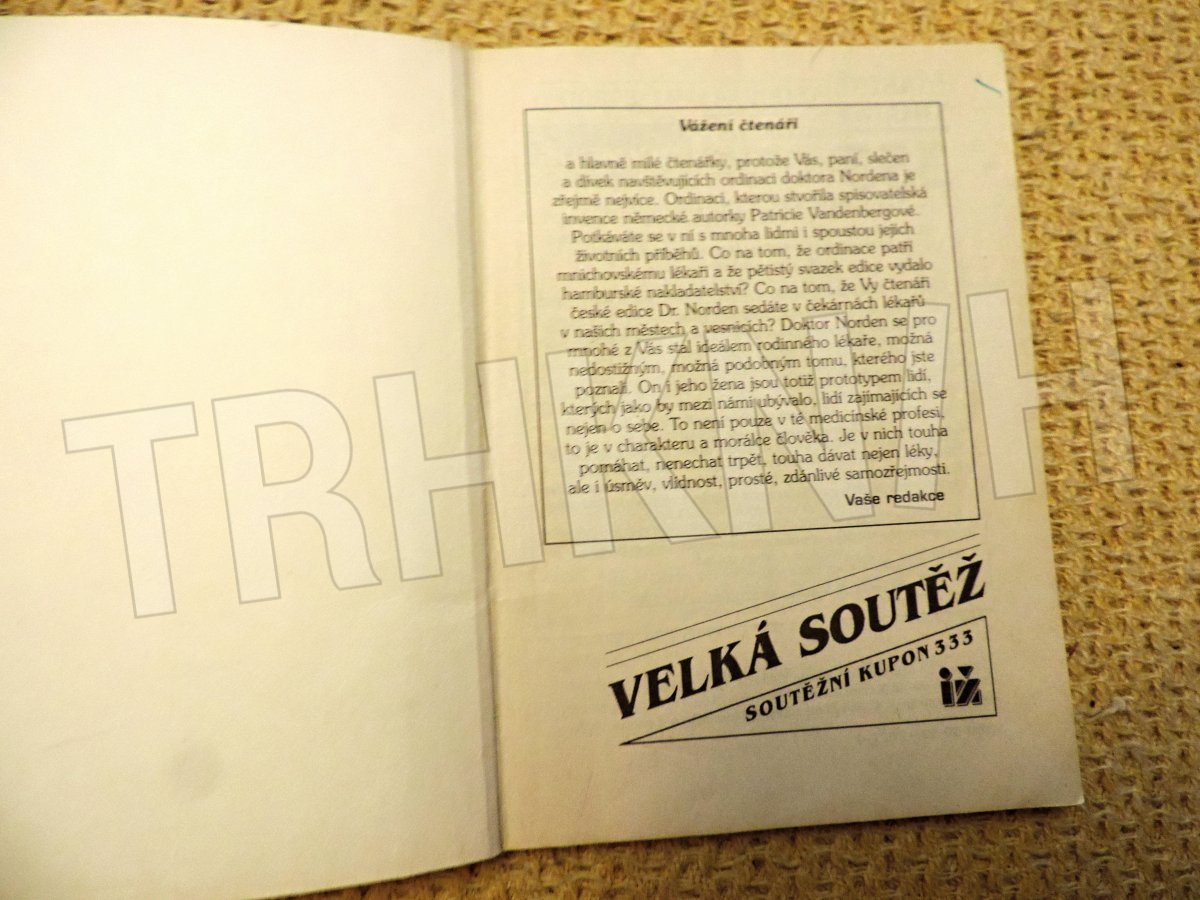 Vážení čtenáři
a hlavně milé čtenářky, protože Vás, paní, slečen
a dívek navštěvujících ordinaci doktora Nordena je
zřejmě nejvíce. Ordinaci, kterou stvořila spisovatelská
invence německé autorky Patricie Vandenbergové.
Potkáváte se v ní s mnoha lidmi i spoustou jejich
životních příběhů. Co na tom, že ordinace patří
mnichovskému lékaři a že pětistý svazek edice vydalo
hamburské nakladatelství? Co na tom, že Vy čtenáři
české edice Dr. Norden sedáte v čekárnách lékařů
v našich městech a vesnicích? Doktor Norden se pro
mnohé z Vás stal ideálem rodinného lékaře, možná
nedostižným, možná podobným tomu, kterého jste
poznali. On i jeho žena jsou totiž prototypem lidí,
kterých jako by mezi námi ubývalo, lidí zajímajících se
nejen o sebe. To není pouze v té medicínské profesi,
to je v charakteru a morálce člověka. Je v nich touha
pomáhat, nenechat trpět, touha dávat nejen léky,
ale i úsměv, vlídnost, prosté, zdánlivé samozřejmosti.
Vaše redakce
TRHKNIH
VELKÁ SOUTĚŽ
SOUTĚŽNÍ KUPON 333
iž